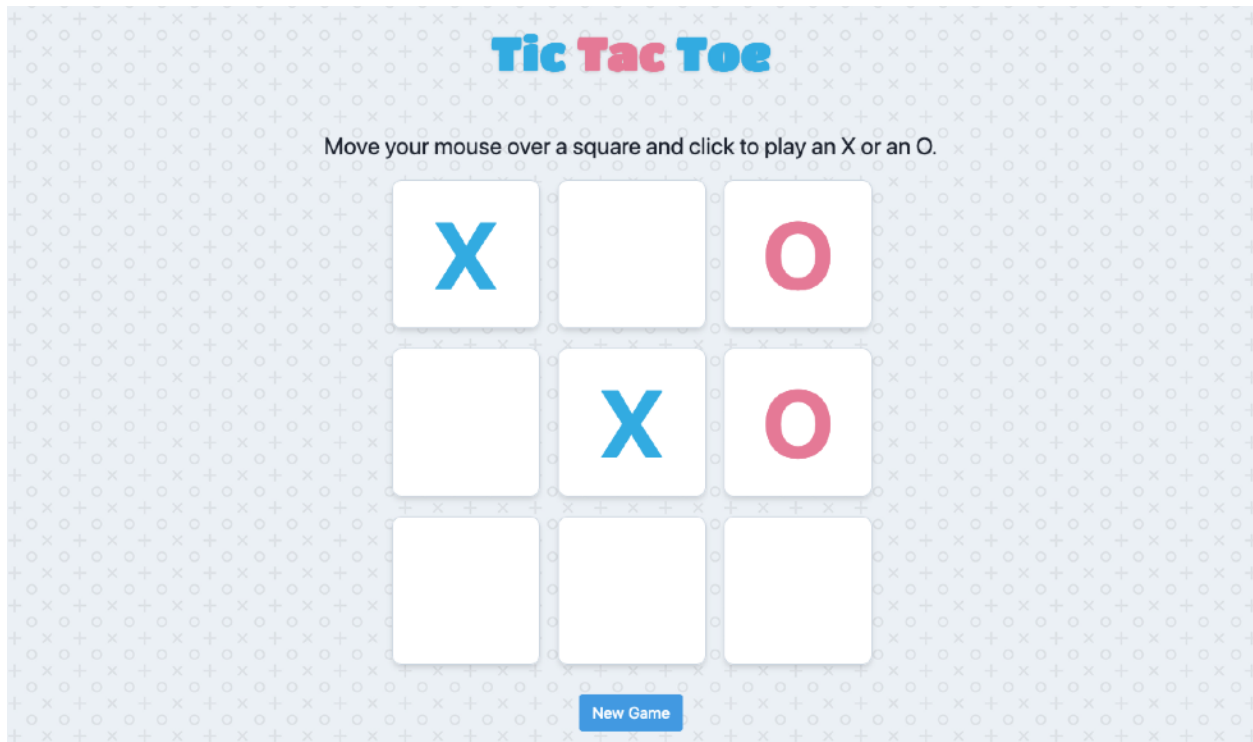 Tic Tac Toe
Move your mouse over a square and click to play an X or an O.
X O
X O
New Game